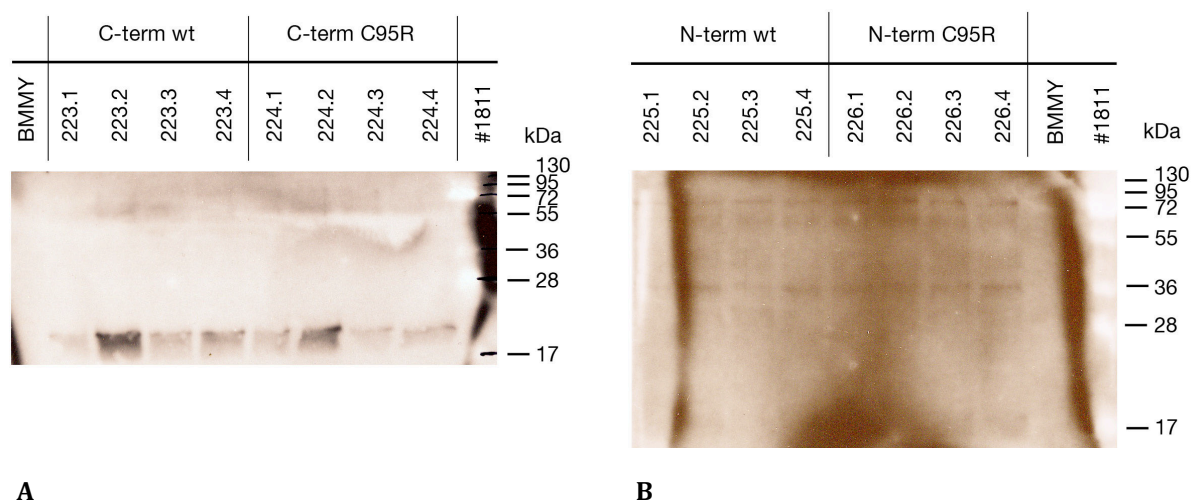 C-term wt C-term C95R
BMMY 223.1 223.2 223.3 223.4 224.1 224.2 224.3 224.4 #1811 kDa
130
95
72
55
36
28
17
A
N-term wt N-term C95R
225.1 225.2 225.3 225.4 226.1 226.2 226.3 226.4 BMMY #1811 kDa
130
95
72
55
36
28
17
B